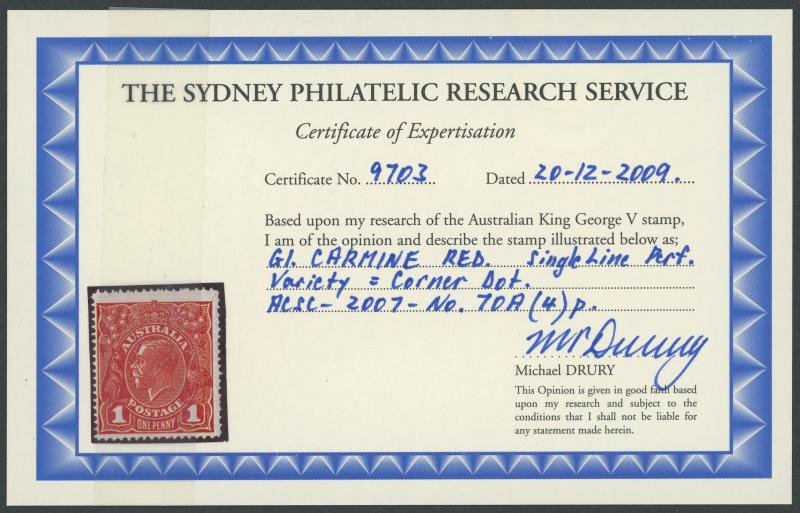 THE SYDNEY PHILATELIC RESEARCH SERVICE
Certificate of Expertisation
Certificate No. 9703 Dated 20-12-2009.
Based upon my research of the Australian King George V stamp,
I am of the opinion and describe the stamp illustrated below as;
G1. CARMINE RED. Single Line Perf.
Variety = Corner Dot.
ACSC-2007-No. 70A(4)p.
MPDrury
Michael DRURY
This Opinion is given in good faith based
upon my research and subject to the
conditions that I shall not be liable for
any statement made herein.
AUSTRALIA
POSTAGE
1 ONE PENNY 1